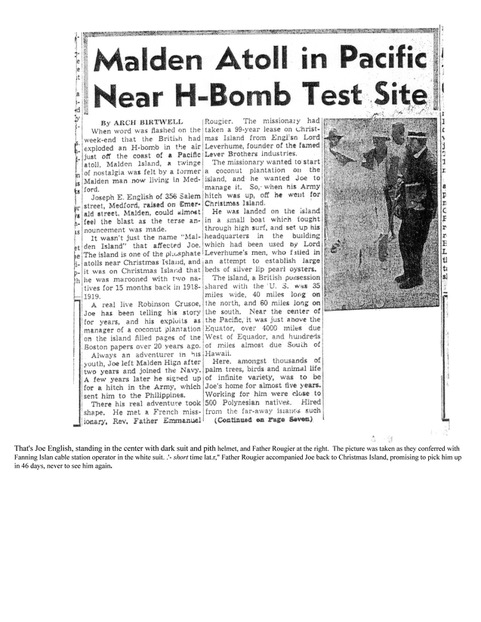 Malden Atoll in Pacific
Near H-Bomb Test Site
By ARCH BIRTWELL
When word was flashed on the
week-end that the British had
exploded an H-bomb in the air
just off the coast of a Pacific
atoll, Malden Island, a twinge
of nostalgia was felt by a former
Malden man now living in Med-
ford.
Joseph E. English of 356 Salem
street, Medford, raised on Emer-
ald street, Malden, could almost
feel the blast as the terse an-
nouncement was made.
It wasn't just the name "Mal-
den Island" that affected Joe.
The island is one of the phosphate
atolls near Christmas Island, and
it was on Christmas Island that
he was marooned with two na-
tives for 15 months back in 1918-
1919.
A real live Robinson Crusoe,
Joe has been telling his story
for years, and his exploits as
manager of a coconut plantation
on the island filled pages of the
Boston papers over 20 years ago.
Always an adventurer in his
youth, Joe left Malden High after
two years and joined the Navy.
A few years later he signed up
for a hitch in the Army, which
sent him to the Philippines.
There his real adventure took
shape. He met a French miss-
ionary, Rev. Father Emmanuel
Rougier. The missionary had
taken a 99-year lease on Christ-
mas Island from English Lord
Leverhume, founder of the famed
Lever Brothers industries.
The missionary wanted to start
a coconut plantation on the
island, and he wanted Joe to
manage it. So, when his Army
hitch was up, off he went for
Christmas Island.
He was landed on the island
in a small boat which fought
through high surf, and set up his
headquarters in the building
which had been used by Lord
Leverhume's men, who failed in
an attempt to establish large
beds of silver lip pearl oysters.
The island, a British possession
shared with the U. S. was 35
miles wide, 40 miles long on
the north, and 60 miles long on
the south. Near the center of
the Pacific, it was just above the
Equator, over 4000 miles due
West of Equador, and hundreds
of miles almost due South of
Hawaii.
Here, amongst thousands of
palm trees, birds and animal life
of infinite variety, was to be
Joe's home for almost five years.
Working for him were close to
500 Polynesian natives. Hired
from the far-away islands such
(Continued on Page Seven)
That's Joe English, standing in the center with dark suit and pith helmet, and Father Rougier at the right. The picture was taken as they conferred with
Fanning Islan cable station operator in the white suit. .'- short time lat.r," Father Rougier accompanied Joe back to Christmas Island, promising to pick him up
in 46 days, never to see him again.